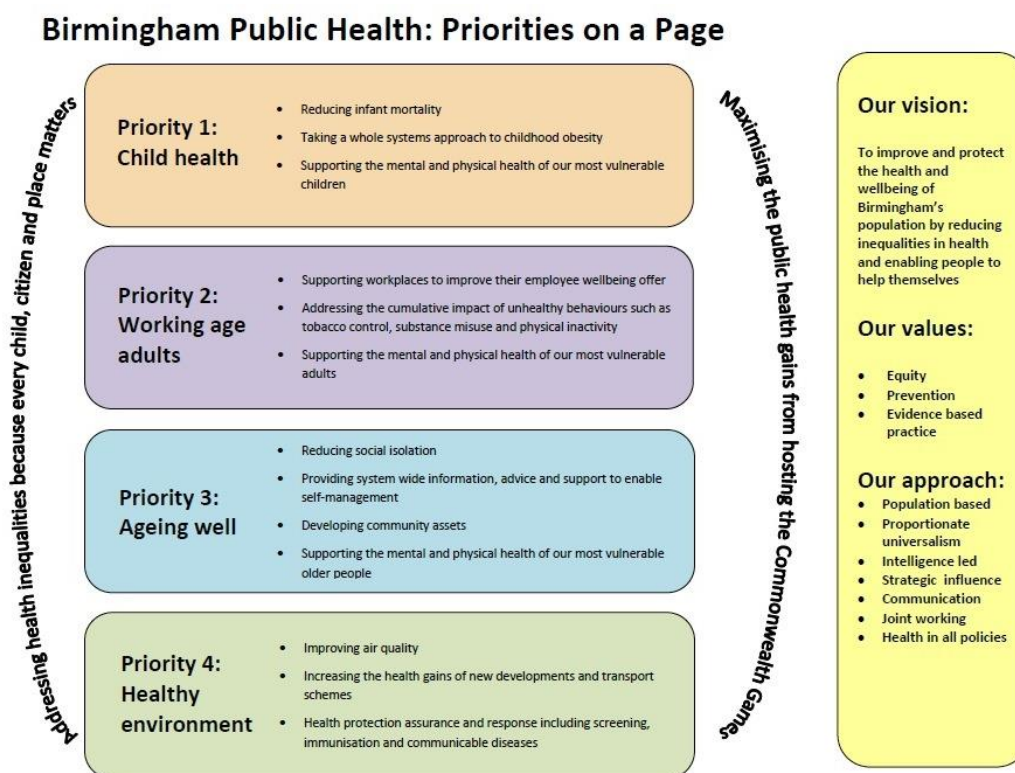 Birmingham Public Health: Priorities on a Page
Addressing health inequalities because every child, citizen and place matters
Priority 1:
Child health
• Reducing infant mortality
• Taking a whole systems approach to childhood obesity
• Supporting the mental and physical health of our most vulnerable
children
Priority 2:
Working age
adults
• Supporting workplaces to improve their employee wellbeing offer
• Addressing the cumulative impact of unhealthy behaviours such as
tobacco control, substance misuse and physical inactivity
• Supporting the mental and physical health of our most vulnerable
adults
Priority 3:
Ageing well
• Reducing social isolation
• Providing system wide information, advice and support to enable
self-management
• Developing community assets
• Supporting the mental and physical health of our most vulnerable
older people
Priority 4:
Healthy
environment
• Improving air quality
• Increasing the health gains of new developments and transport
schemes
• Health protection assurance and response including screening,
immunisation and communicable diseases
Maximising the public health gains from hosting the Commonwealth Games
Our vision:
To improve and protect
the health and
wellbeing of
Birmingham's
population by reducing
inequalities in health
and enabling people to
help themselves
Our values:
• Equity
• Prevention
• Evidence based
practice
Our approach:
• Population based
• Proportionate
universalism
• Intelligence led
• Strategic influence
• Communication
• Joint working
• Health in all policies